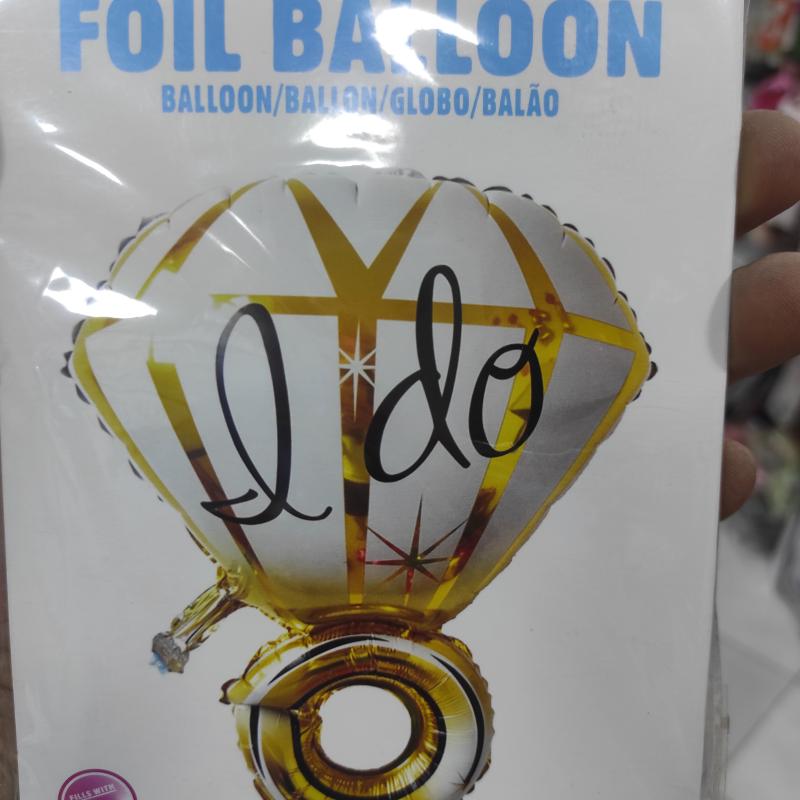 FOIL BALLOON
BALLOON/BALLON/GLOBO/BALÃO
I do
FILLS WITH